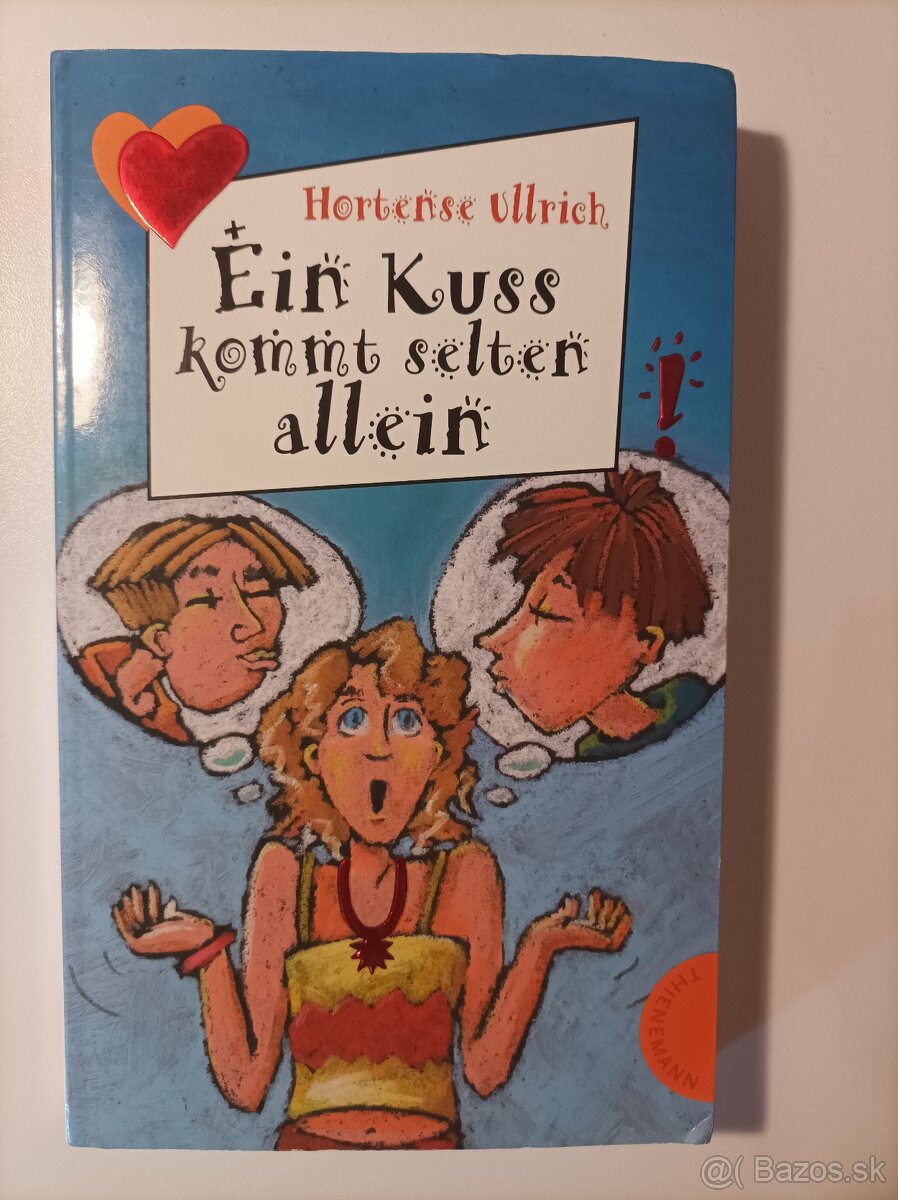 Hortense Ullrich
Ein Kuss
kommt selten
allein
!
THIENEMANN
@( Bazos.sk